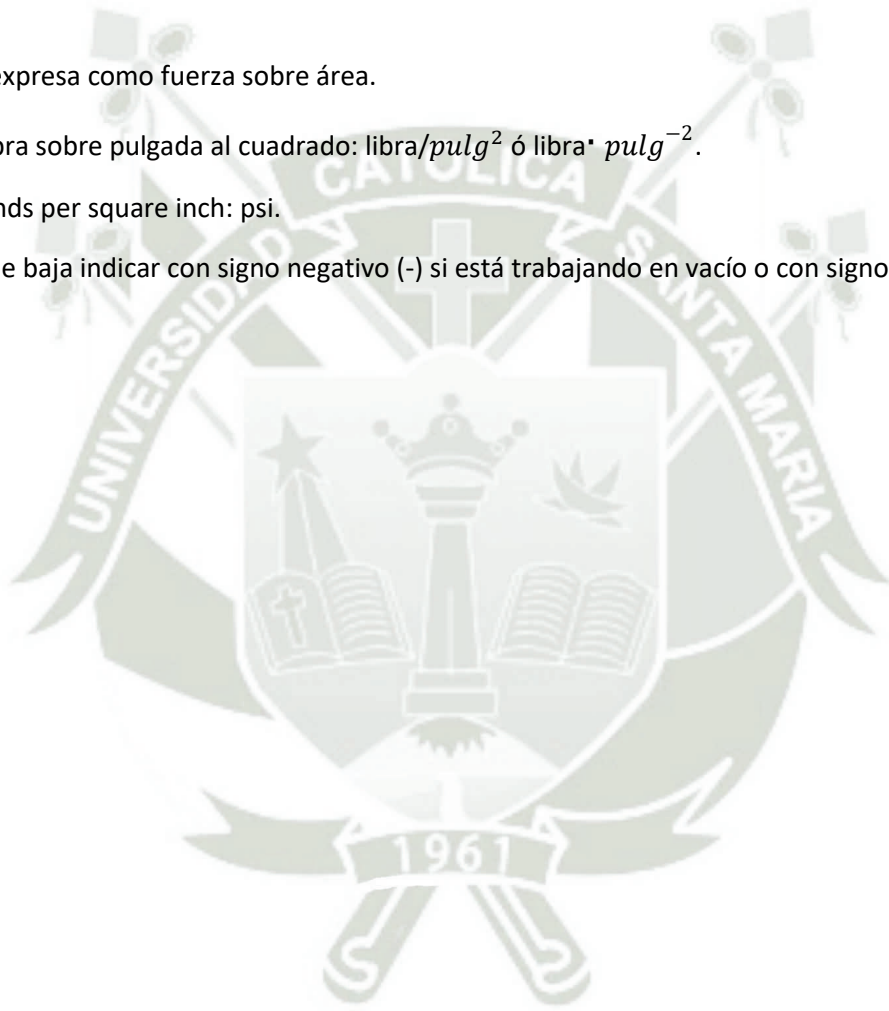 expresa como fuerza sobre área.
bra sobre pulgada al cuadrado: libra/pulg² ó libra· pulg⁻².
nds per square inch: psi.
e baja indicar con signo negativo (-) si está trabajando en vacío o con signo
UNIVERSIDAD CATOLICA SANTA MARIA
1961